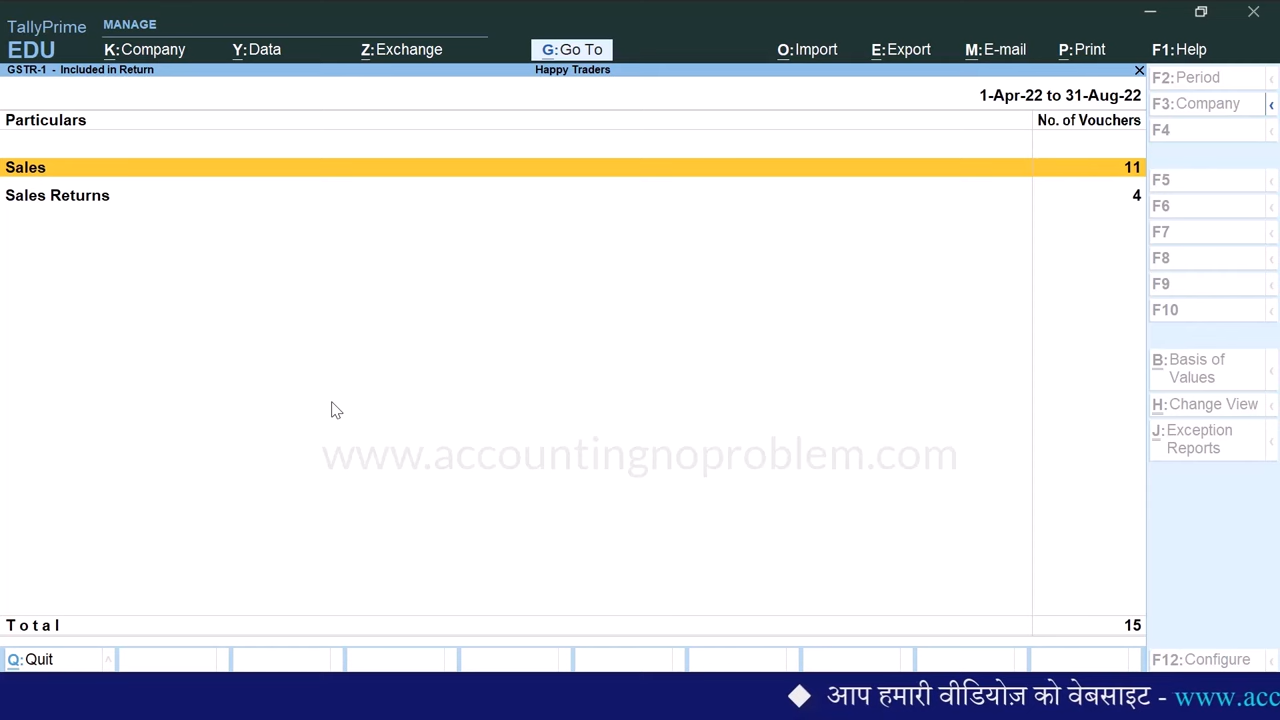 TallyPrime MANAGE
EDU K:Company Y:Data Z:Exchange G:Go To O:Import E:Export M:E-mail P:Print F1:Help
GSTR-1 - Included in Return Happy Traders
1-Apr-22 to 31-Aug-22
Particulars No. of Vouchers
Sales 11
Sales Returns 4
www.accountingnoproblem.com
Total 15
Q:Quit
F2:Period
F3:Company
F4
F5
F6
F7
F8
F9
F10
B:Basis of
Values
H:Change View
J:Exception
Reports
F12:Configure
आप हमारी वीडियोज़ को वेबसाइट - www.acc